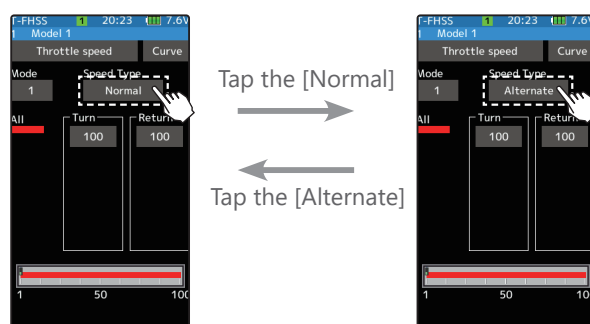 T-FHSS 1 20:23 7.6V
1 Model 1
Throttle speed Curve
Mode Speed Type
1 Normal
All Turn Return
100 100
1 50 100
Tap the [Normal]
Tap the [Alternate]
T-FHSS 1 20:23 7.6V
1 Model 1
Throttle speed Curve
Mode Speed Type
1 Alternate
All Turn Return
100 100
1 50 10